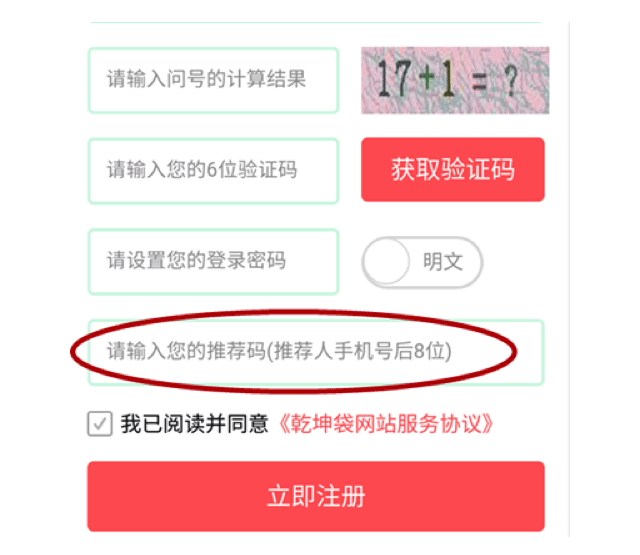 请输入问号的计算结果 17+1=?
请输入您的6位验证码 获取验证码
请设置您的登录密码 明文
请输入您的推荐码(推荐人手机号后8位)
我已阅读并同意《乾坤袋网站服务协议》
立即注册